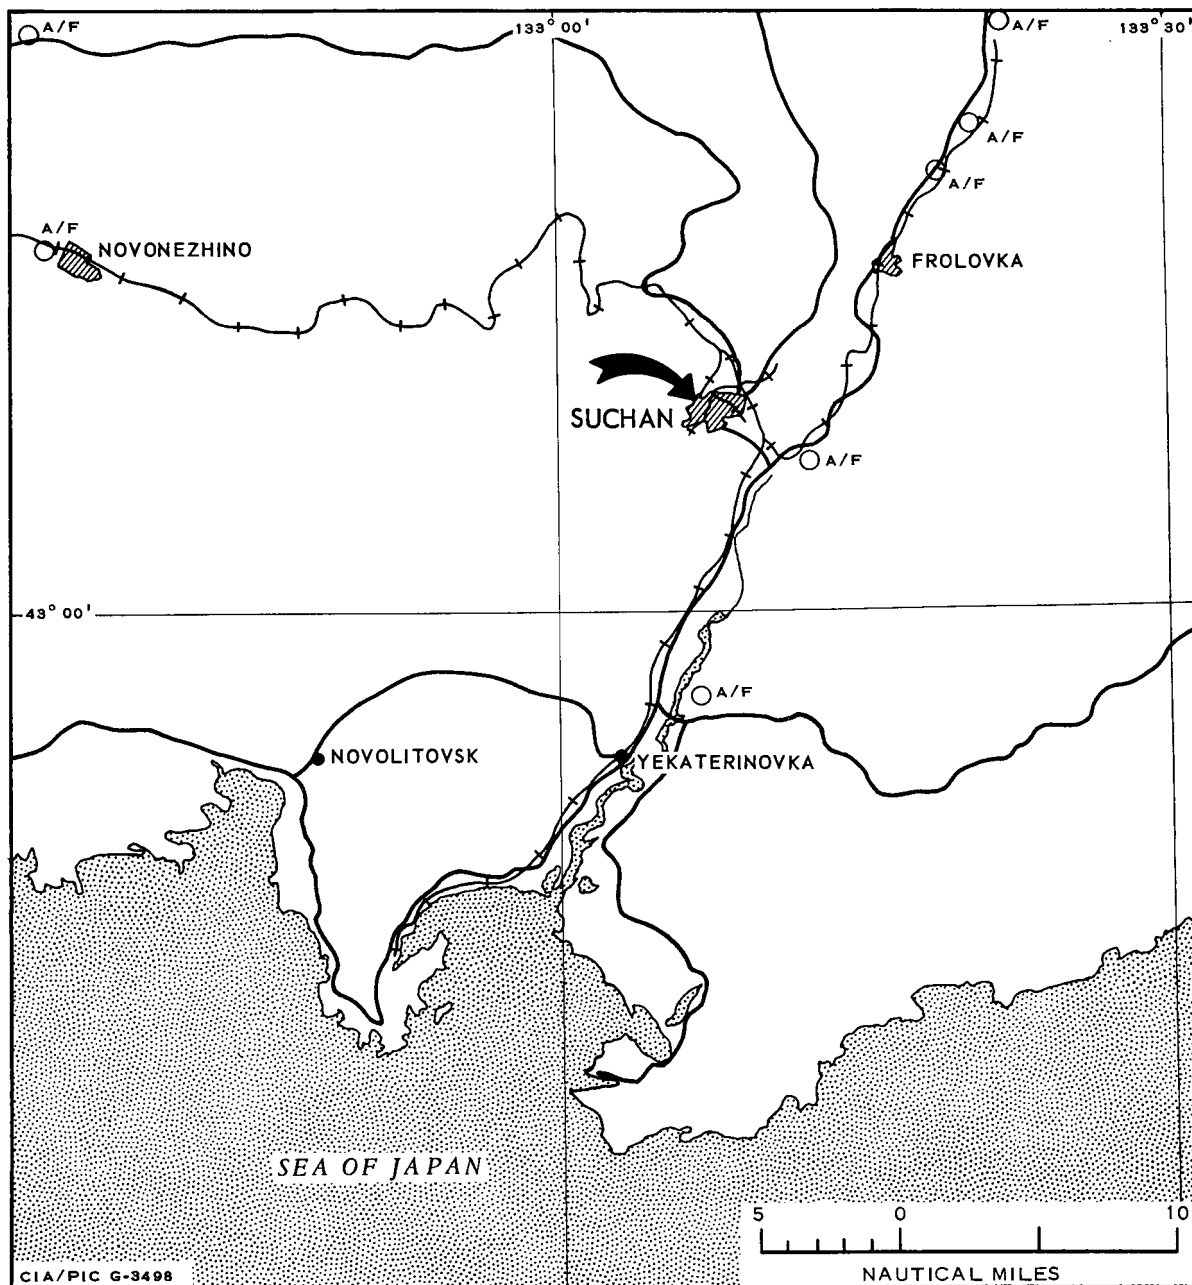 A/F
133° 00'
A/F
133° 30'
A/F
A/F
A/F
NOVONEZHINO
FROLOVKA
SUCHAN
A/F
43° 00'
A/F
NOVOLITOVSK
YEKATERINOVKA
SEA OF JAPAN
5 0 10
NAUTICAL MILES
CIA/PIC G-3498